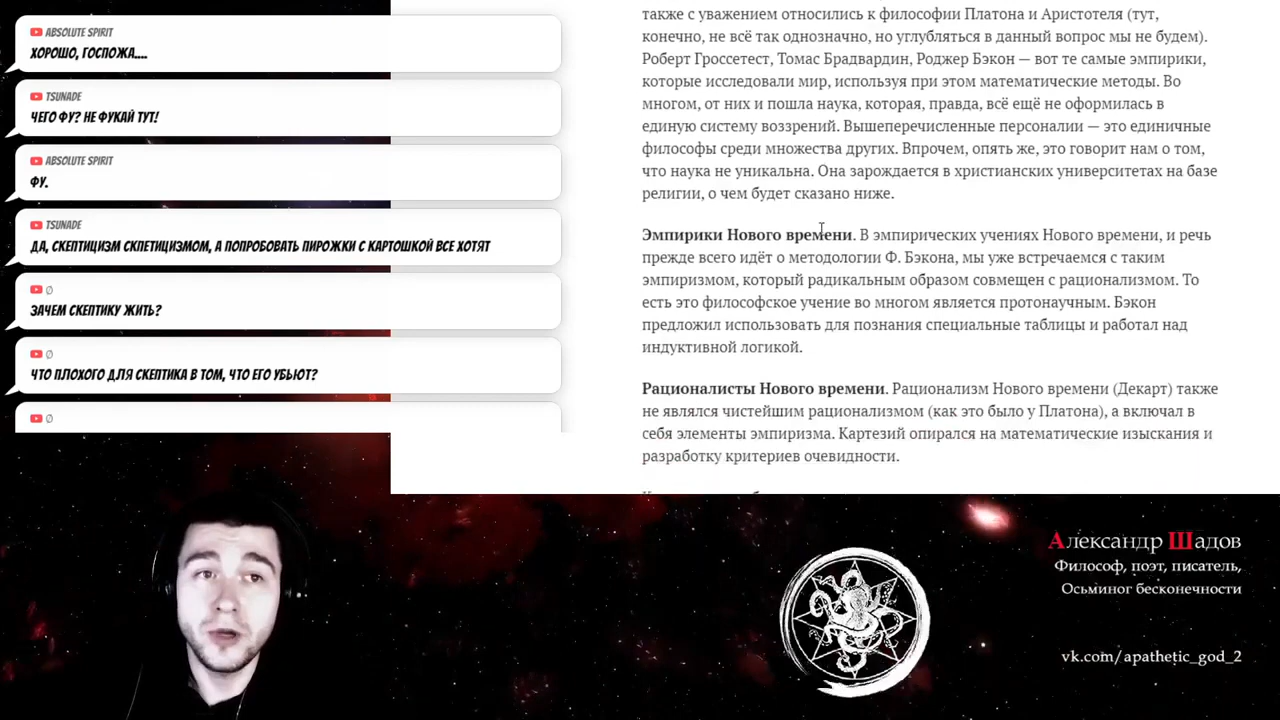 ABSOLUTE SPIRIT
ХОРОШО, ГОСПОЖА....
TSUNADE
ЧЕГО ФУ? НЕ ФУКАЙ ТУТ!
ABSOLUTE SPIRIT
ФУ.
TSUNADE
ДА, СКЕПТИЦИЗМ СКПЕТИЦИЗМОМ, А ПОПРОБОВАТЬ ПИРОЖКИ С КАРТОШКОЙ ВСЕ ХОТЯТ
Ø
ЗАЧЕМ СКЕПТИКУ ЖИТЬ?
Ø
ЧТО ПЛОХОГО ДЛЯ СКЕПТИКА В ТОМ, ЧТО ЕГО УБЬЮТ?
Ø
также с уважением относились к философии Платона и Аристотеля (тут,
конечно, не всё так однозначно, но углубляться в данный вопрос мы не будем).
Роберт Гроссетест, Томас Брадвардин, Роджер Бэкон — вот те самые эмпирики,
которые исследовали мир, используя при этом математические методы. Во
многом, от них и пошла наука, которая, правда, всё ещё не оформилась в
единую систему воззрений. Вышеперечисленные персоналии — это единичные
философы среди множества других. Впрочем, опять же, это говорит нам о том,
что наука не уникальна. Она зарождается в христианских университетах на базе
религии, о чем будет сказано ниже.
Эмпирики Нового времени. В эмпирических учениях Нового времени, и речь
прежде всего идёт о методологии Ф. Бэкона, мы уже встречаемся с таким
эмпиризмом, который радикальным образом совмещен с рационализмом. То
есть это философское учение во многом является протонаучным. Бэкон
предложил использовать для познания специальные таблицы и работал над
индуктивной логикой.
Рационалисты Нового времени. Рационализм Нового времени (Декарт) также
не являлся чистейшим рационализмом (как это было у Платона), а включал в
себя элементы эмпиризма. Картезий опирался на математические изыскания и
разработку критериев очевидности.
Александр Шадов
Философ, поэт, писатель,
Осьминог бесконечности
vk.com/apathetic_god_2